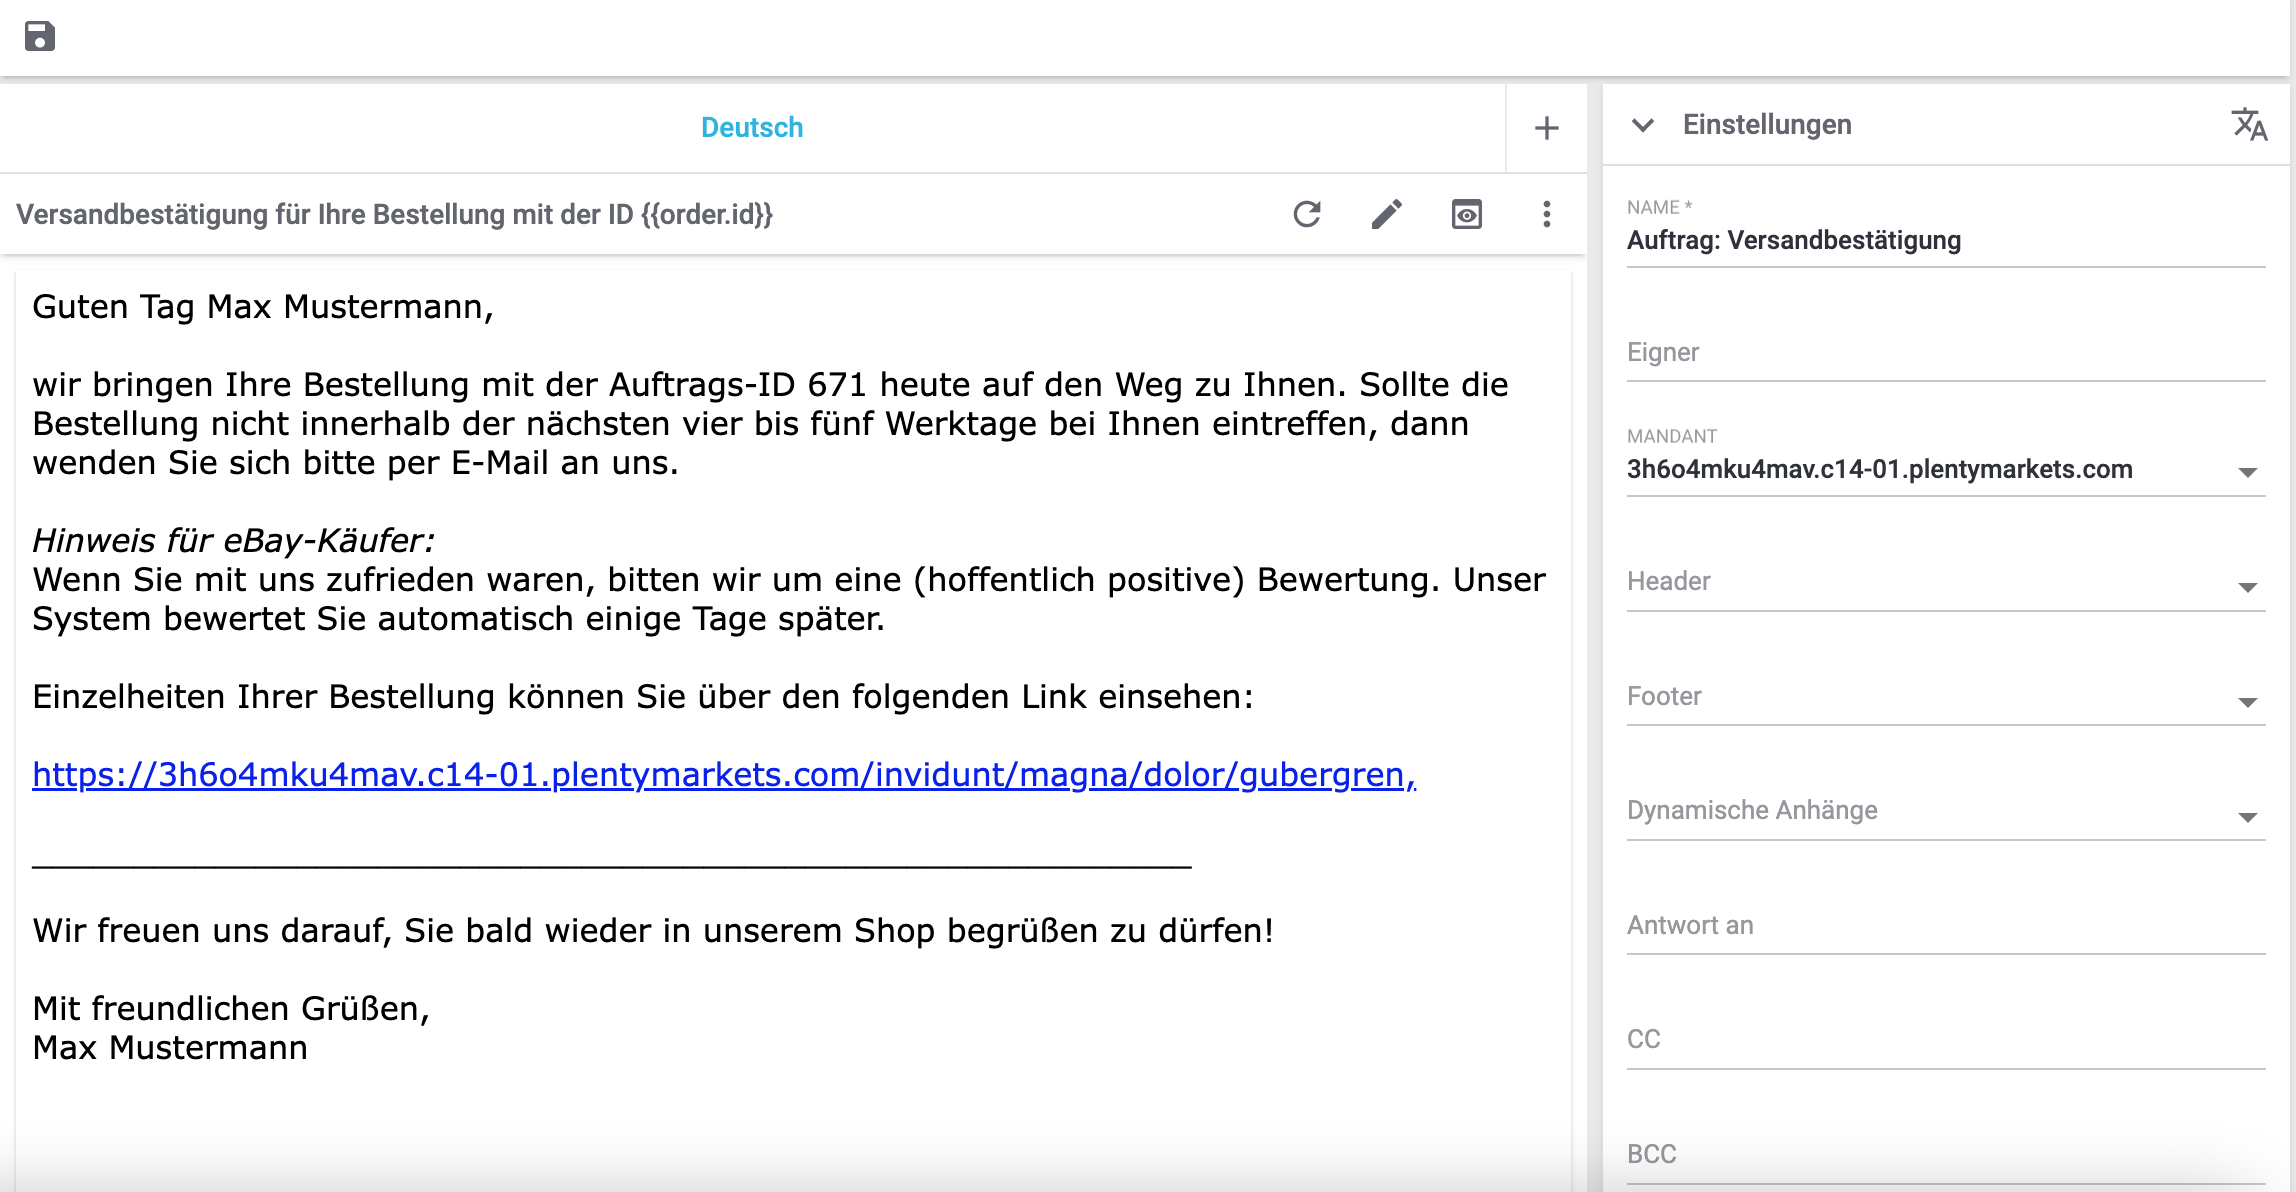 Deutsch
Versandbestätigung für Ihre Bestellung mit der ID {{order.id}}
Guten Tag Max Mustermann,
wir bringen Ihre Bestellung mit der Auftrags-ID 671 heute auf den Weg zu Ihnen. Sollte die
Bestellung nicht innerhalb der nächsten vier bis fünf Werktage bei Ihnen eintreffen, dann
wenden Sie sich bitte per E-Mail an uns.
Hinweis für eBay-Käufer:
Wenn Sie mit uns zufrieden waren, bitten wir um eine (hoffentlich positive) Bewertung. Unser
System bewertet Sie automatisch einige Tage später.
Einzelheiten Ihrer Bestellung können Sie über den folgenden Link einsehen:
https://3h6o4mku4mav.c14-01.plentymarkets.com/invidunt/magna/dolor/gubergren,
Wir freuen uns darauf, Sie bald wieder in unserem Shop begrüßen zu dürfen!
Mit freundlichen Grüßen,
Max Mustermann
Einstellungen
NAME *
Auftrag: Versandbestätigung
Eigner
MANDANT
3h6o4mku4mav.c14-01.plentymarkets.com
Header
Footer
Dynamische Anhänge
Antwort an
CC
BCC